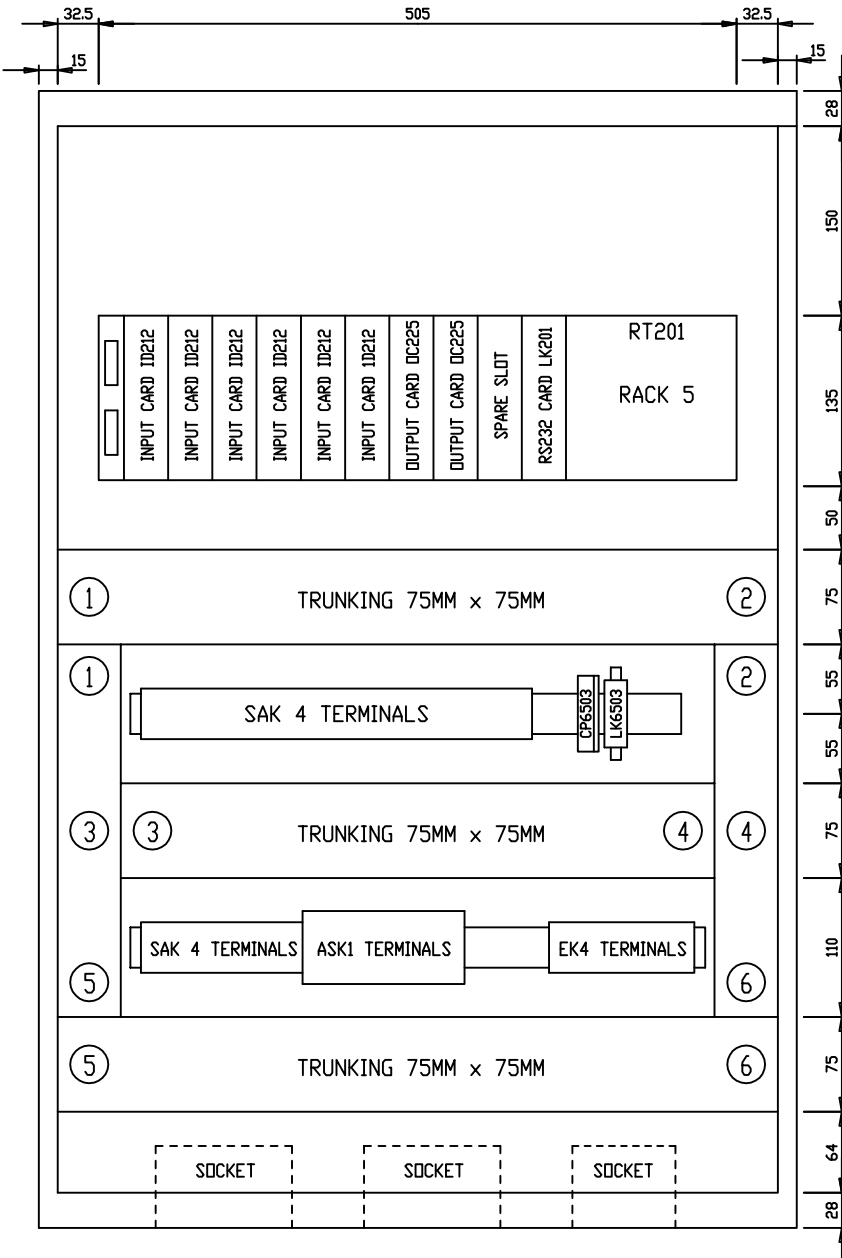 32.5 505 32.5
15 15
28
150
INPUT CARD ID212
INPUT CARD ID212
INPUT CARD ID212
INPUT CARD ID212
INPUT CARD ID212
INPUT CARD ID212
OUTPUT CARD OC225
OUTPUT CARD OC225
SPARE SLOT
RS232 CARD LK201
RT201
RACK 5
135
50
1 TRUNKING 75MM x 75MM 2
75
1 2
SAK 4 TERMINALS
CP6503
LK6503
55
55
3 3 TRUNKING 75MM x 75MM 4 4
75
SAK 4 TERMINALS ASK1 TERMINALS EK4 TERMINALS
110
5 6
5 TRUNKING 75MM x 75MM 6
75
SOCKET SOCKET SOCKET
64
28